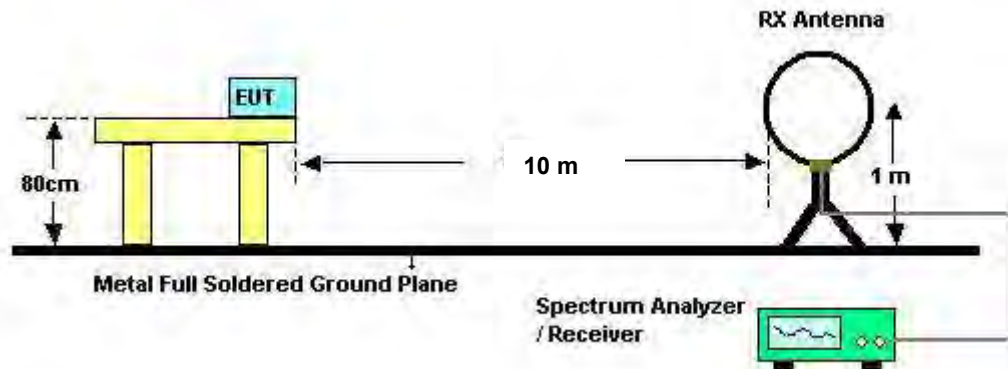 RX Antenna
EUT
80cm
10 m
1 m
Metal Full Soldered Ground Plane
Spectrum Analyzer
/ Receiver